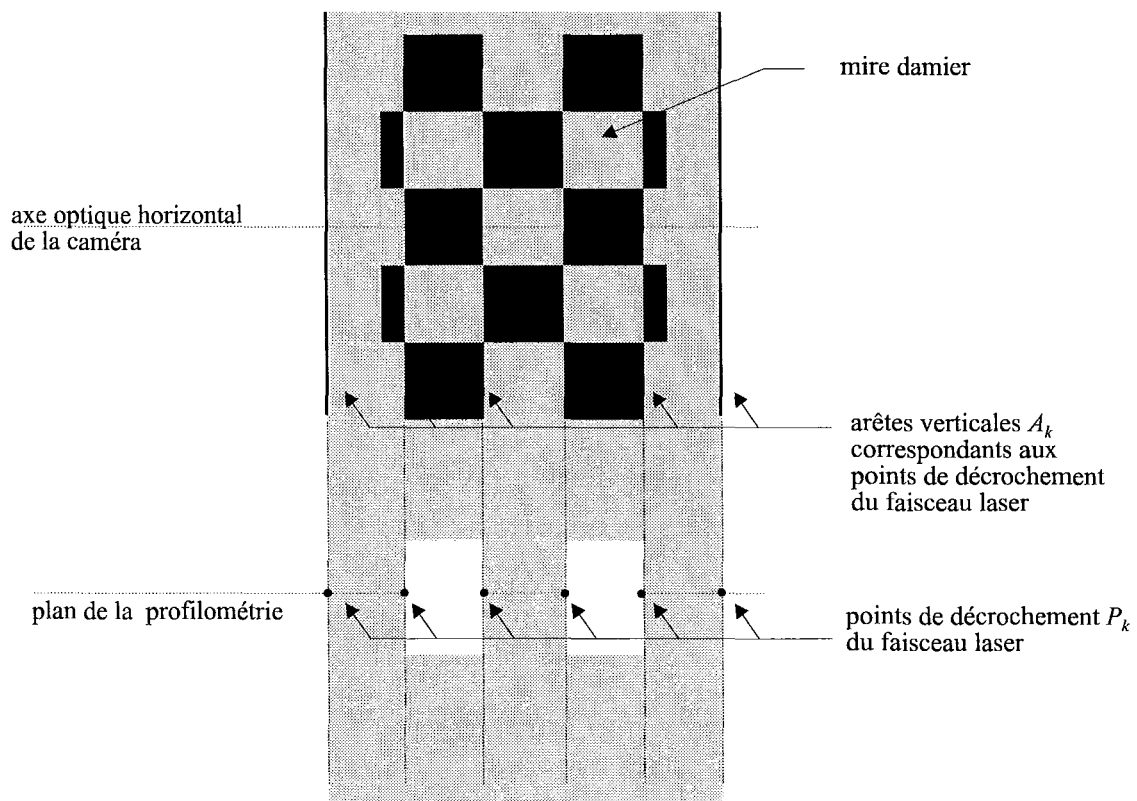 mire damier
axe optique horizontal
de la caméra
arêtes verticales A_k
correspondants aux
points de décrochement
du faisceau laser
plan de la profilométrie
points de décrochement P_k
du faisceau laser